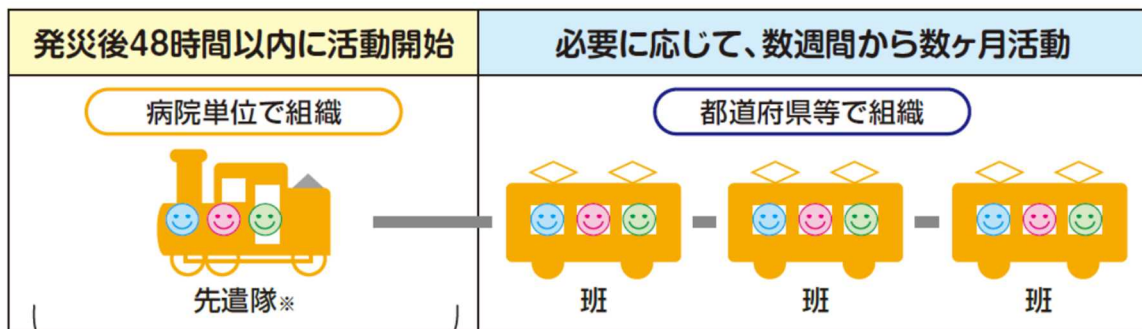 発災後48時間以内に活動開始
必要に応じて、数週間から数ヶ月活動
病院単位で組織
都道府県等で組織
先遣隊※
班
班
班